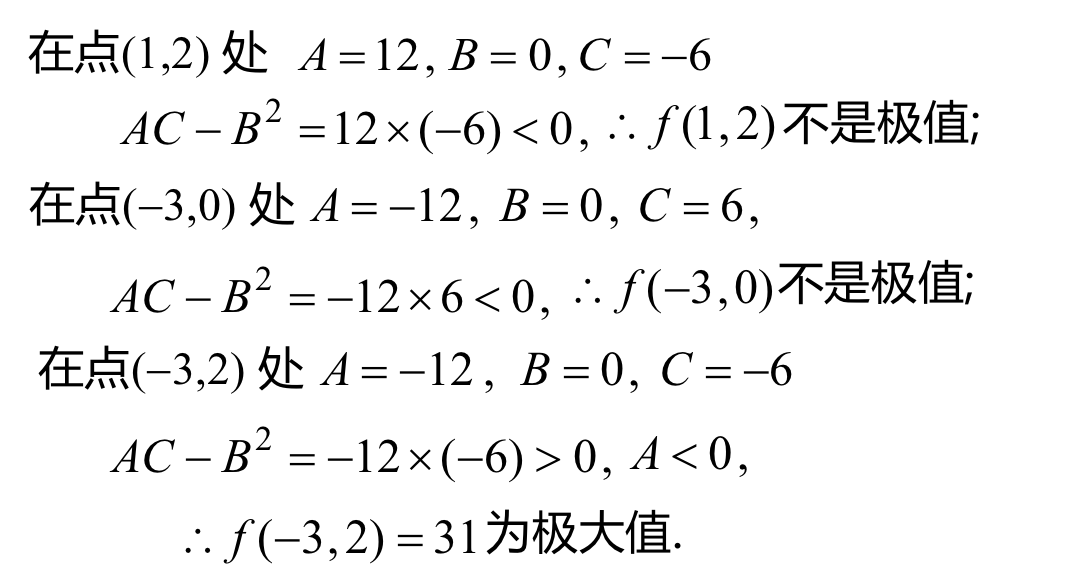 在点(1,2) 处 A = 12, B = 0, C = −6
AC − B² = 12 × (−6) < 0, ∴ f(1, 2)不是极值;
在点(−3,0) 处 A = −12, B = 0, C = 6,
AC − B² = −12 × 6 < 0, ∴ f(−3, 0)不是极值;
在点(−3,2) 处 A = −12, B = 0, C = −6
AC − B² = −12 × (−6) > 0, A < 0,
∴ f(−3, 2) = 31为极大值.